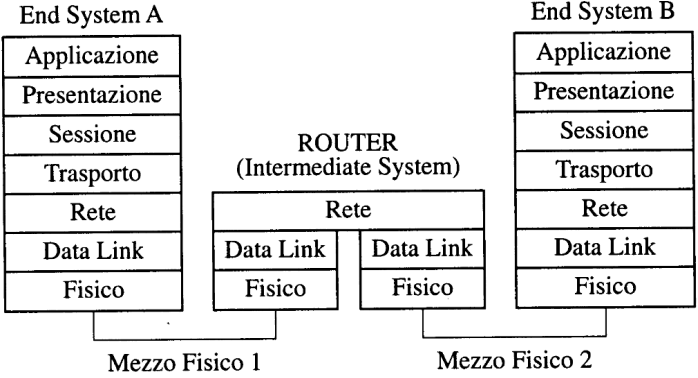 End System A
Applicazione
Presentazione
Sessione
Trasporto
Rete
Data Link
Fisico
ROUTER
(Intermediate System)
Rete
Data Link
Data Link
Fisico
Fisico
End System B
Applicazione
Presentazione
Sessione
Trasporto
Rete
Data Link
Fisico
Mezzo Fisico 1
Mezzo Fisico 2